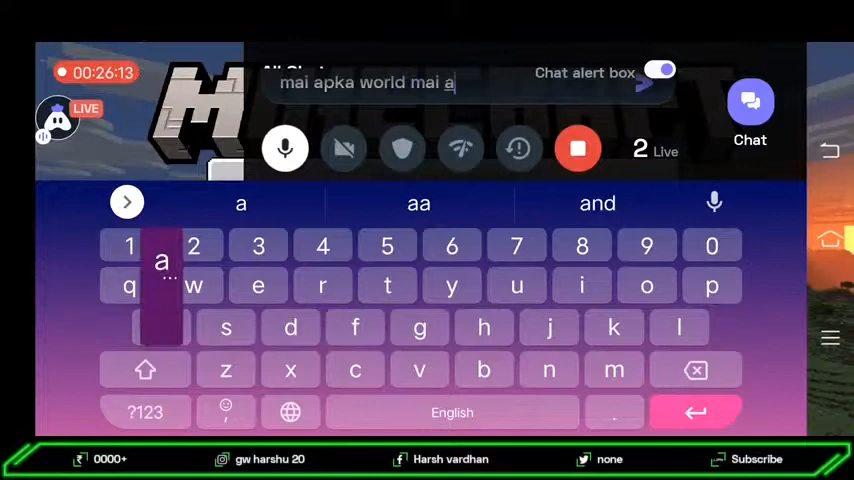 00:26:13
LIVE
MINECRAFT
mai apka world mai a
Chat alert box
Chat
2 Live
a aa and
1 2 3 4 5 6 7 8 9 0
a
q w e r t y u i o p
s d f g h j k l
z x c v b n m
?123 , English .
₹ 0000+ gw harshu 20 Harsh vardhan none Subscribe